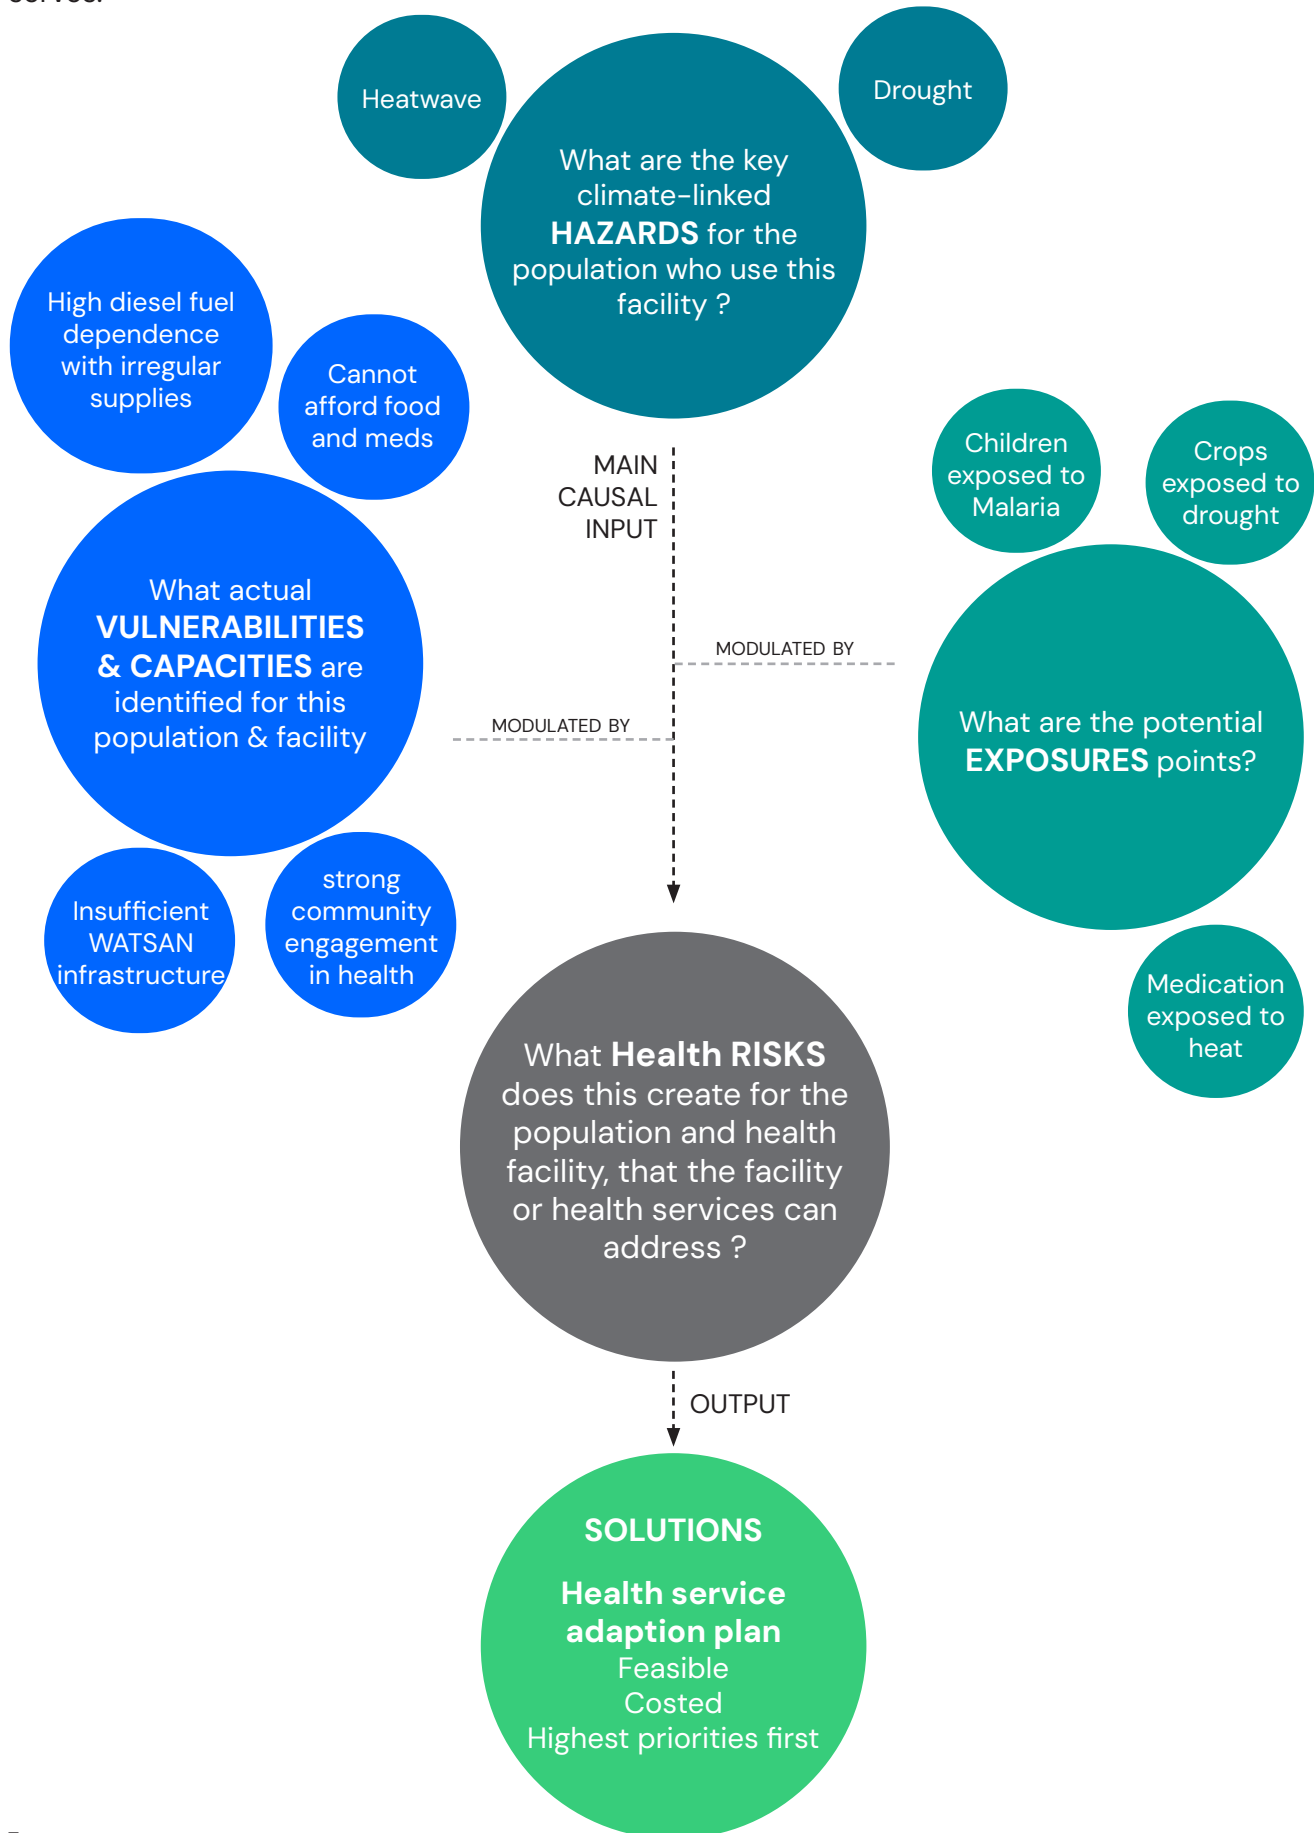 serves.
Heatwave
Drought
What are the key
climate-linked
HAZARDS for the
population who use this
facility ?
High diesel fuel
dependence
with irregular
supplies
Cannot
afford food
and meds
MAIN
CAUSAL
INPUT
Children
exposed to
Malaria
Crops
exposed to
drought
What actual
VULNERABILITIES
& CAPACITIES are
identified for this
population & facility
MODULATED BY
MODULATED BY
What are the potential
EXPOSURES points?
Insufficient
WATSAN
infrastructure
strong
community
engagement
in health
Medication
exposed to
heat
What Health RISKS
does this create for the
population and health
facility, that the facility
or health services can
address ?
OUTPUT
SOLUTIONS
Health service
adaption plan
Feasible
Costed
Highest priorities first